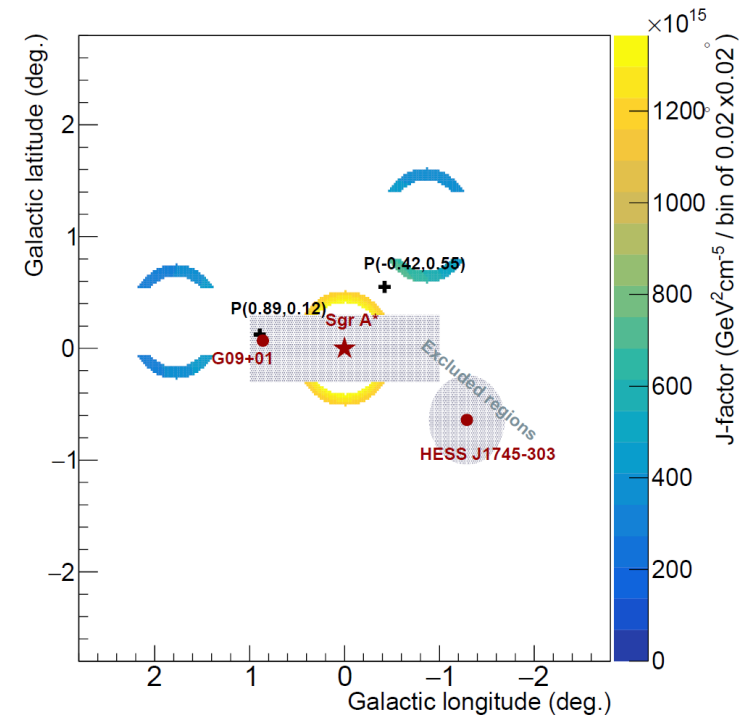 ×10¹⁵
Galactic latitude (deg.)
2
1
0
−1
−2
P(-0.42,0.55)
P(0.89,0.12)
Sgr A*
G09+01
Excluded regions
HESS J1745-303
2
1
0
−1
−2
Galactic longitude (deg.)
1200
1000
800
600
400
200
0
J-factor (GeV²cm⁻⁵ / bin of 0.02°x0.02°)